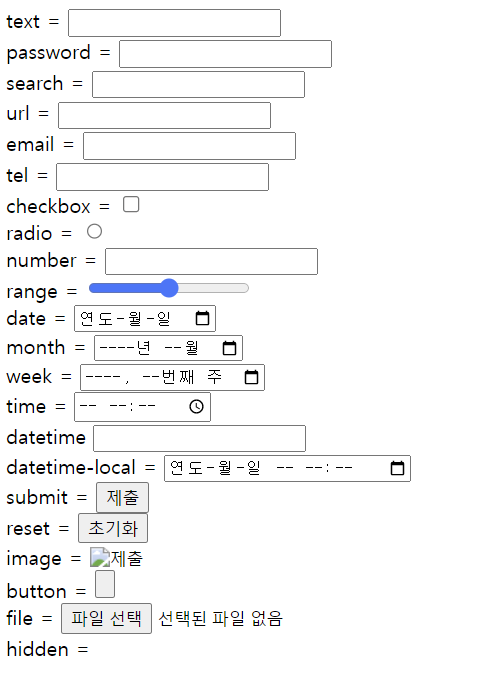 text =
password =
search =
url =
email =
tel =
checkbox =
radio =
number =
range =
date = 연도-월-일
month = ----년 --월
week = ----, --번째 주
time = -- --:--
datetime
datetime-local = 연도-월-일 -- --:--
submit = 제출
reset = 초기화
image = 제출
button =
file = 파일 선택 선택된 파일 없음
hidden =